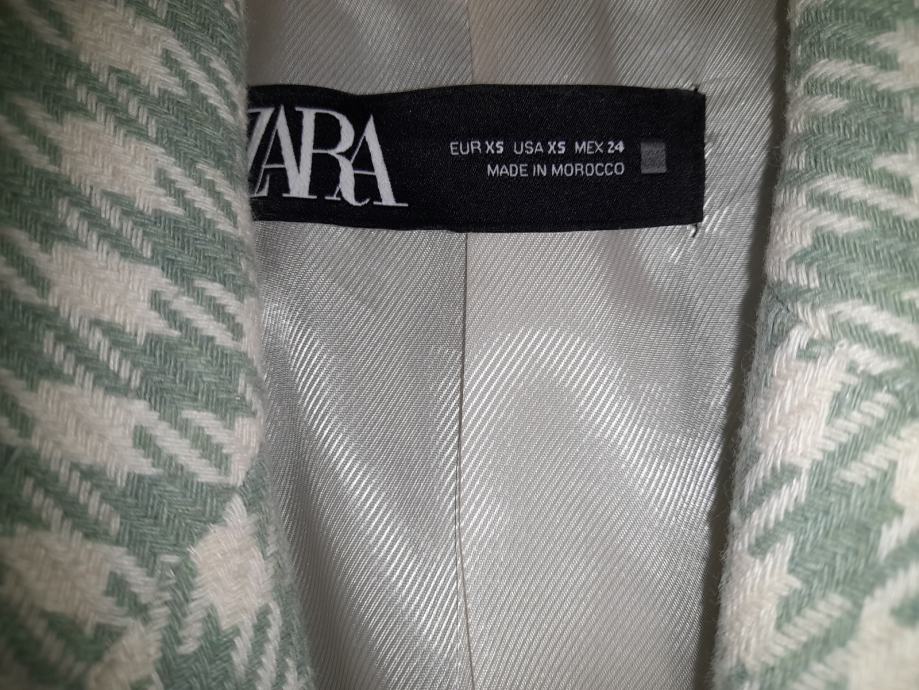 ZARA
EUR XS USA XS MEX 24
MADE IN MOROCCO